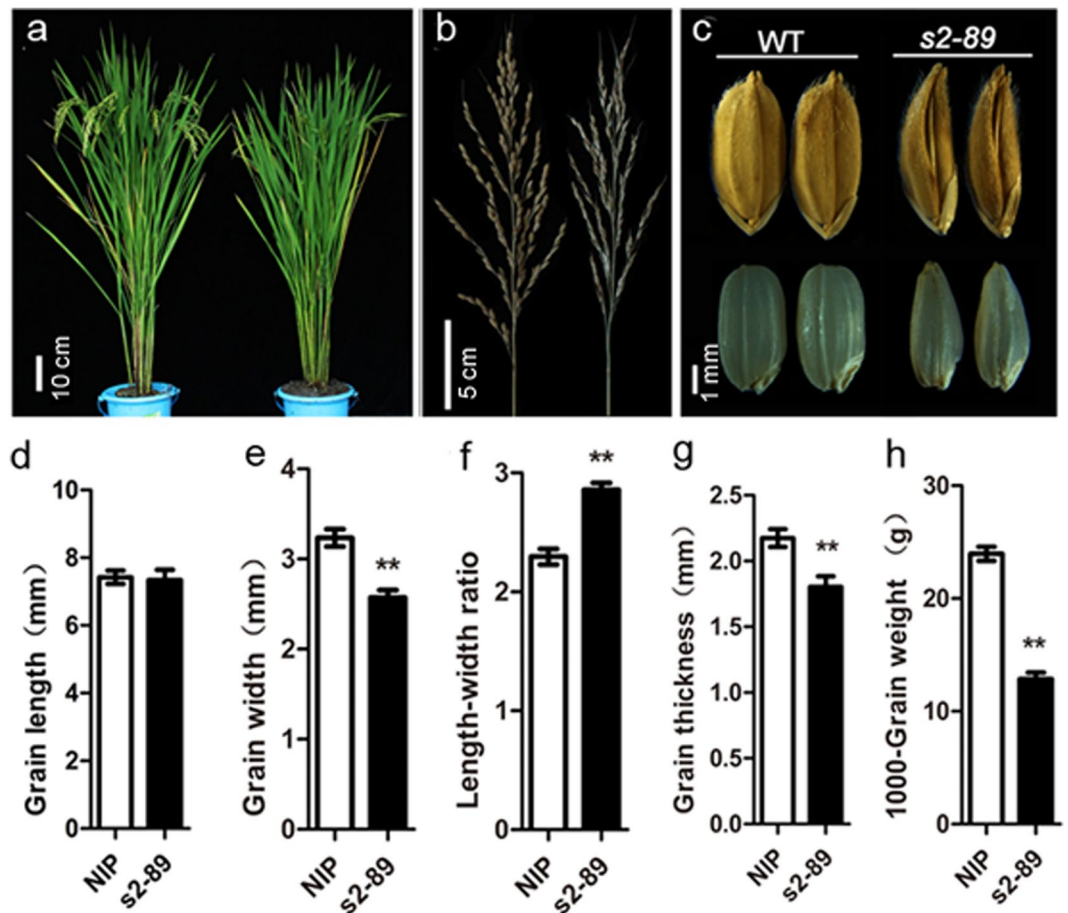 a
10 cm
b
5 cm
c
WT
s2-89
1 mm
d
Grain length (mm)
10
8
6
4
2
0
NIP
s2-89
e
Grain width (mm)
4
3
2
1
0
**
NIP
s2-89
f
Length-width ratio
3
2
1
0
**
NIP
s2-89
g
Grain thickness (mm)
2.5
2.0
1.5
1.0
0.5
0.0
**
NIP
s2-89
h
1000-Grain weight (g)
30
20
10
0
**
NIP
s2-89